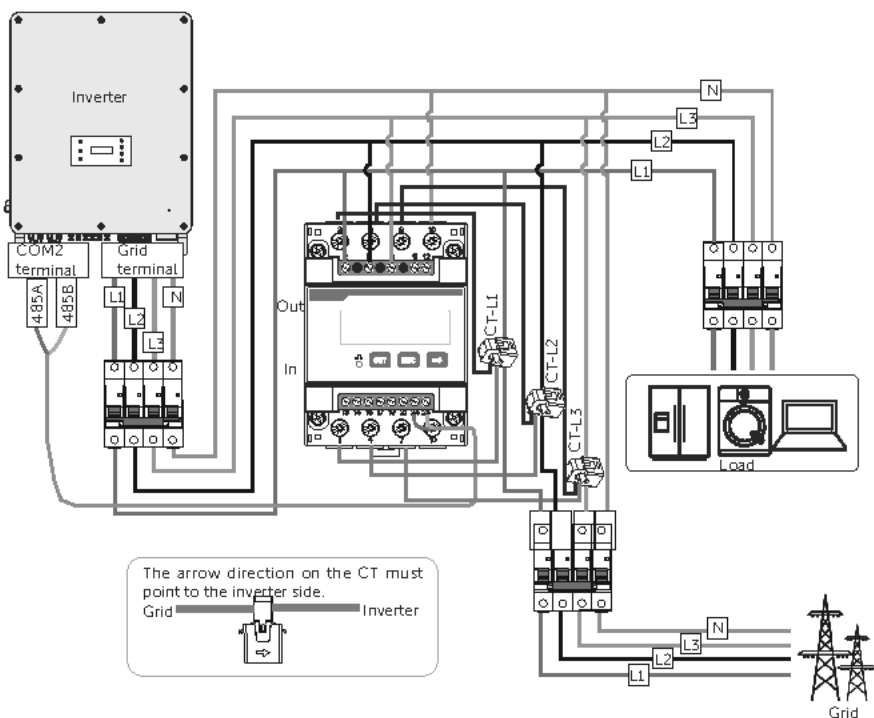 Inverter
N
L3
L2
L1
COM2
terminal
Grid
terminal
485A
485B
L1
L2
L3
N
Out
In
CT-L1
CT-L2
CT-L3
Load
The arrow direction on the CT must
point to the inverter side.
Grid
Inverter
N
L3
L2
L1
Grid